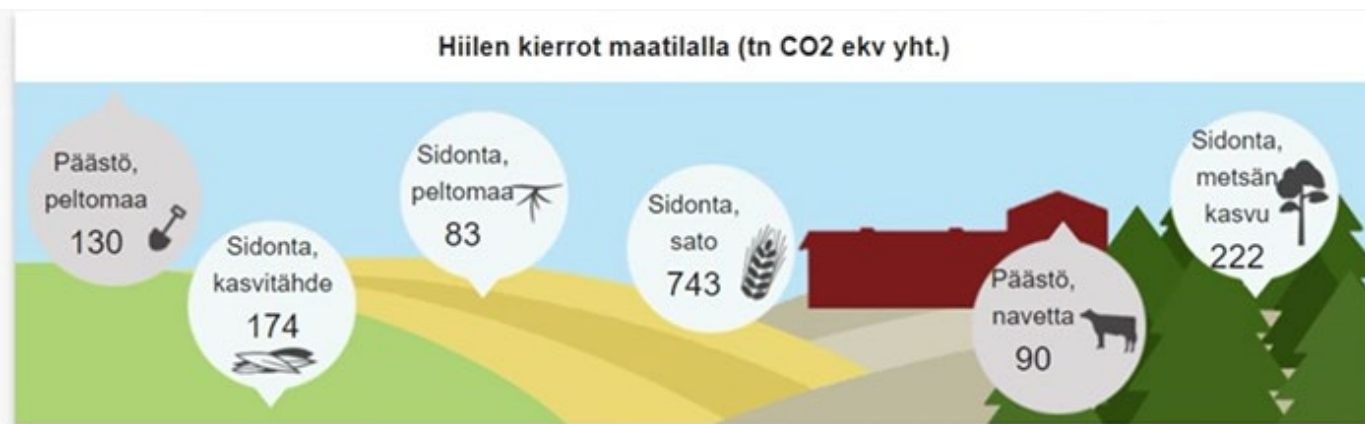 Hiilen kierrot maatilalla (tn CO2 ekv yht.)
Päästö,
peltomaa
130
Sidonta,
kasvitähde
174
Sidonta,
peltomaa
83
Sidonta,
sato
743
Päästö,
navetta
90
Sidonta,
metsän
kasvu
222